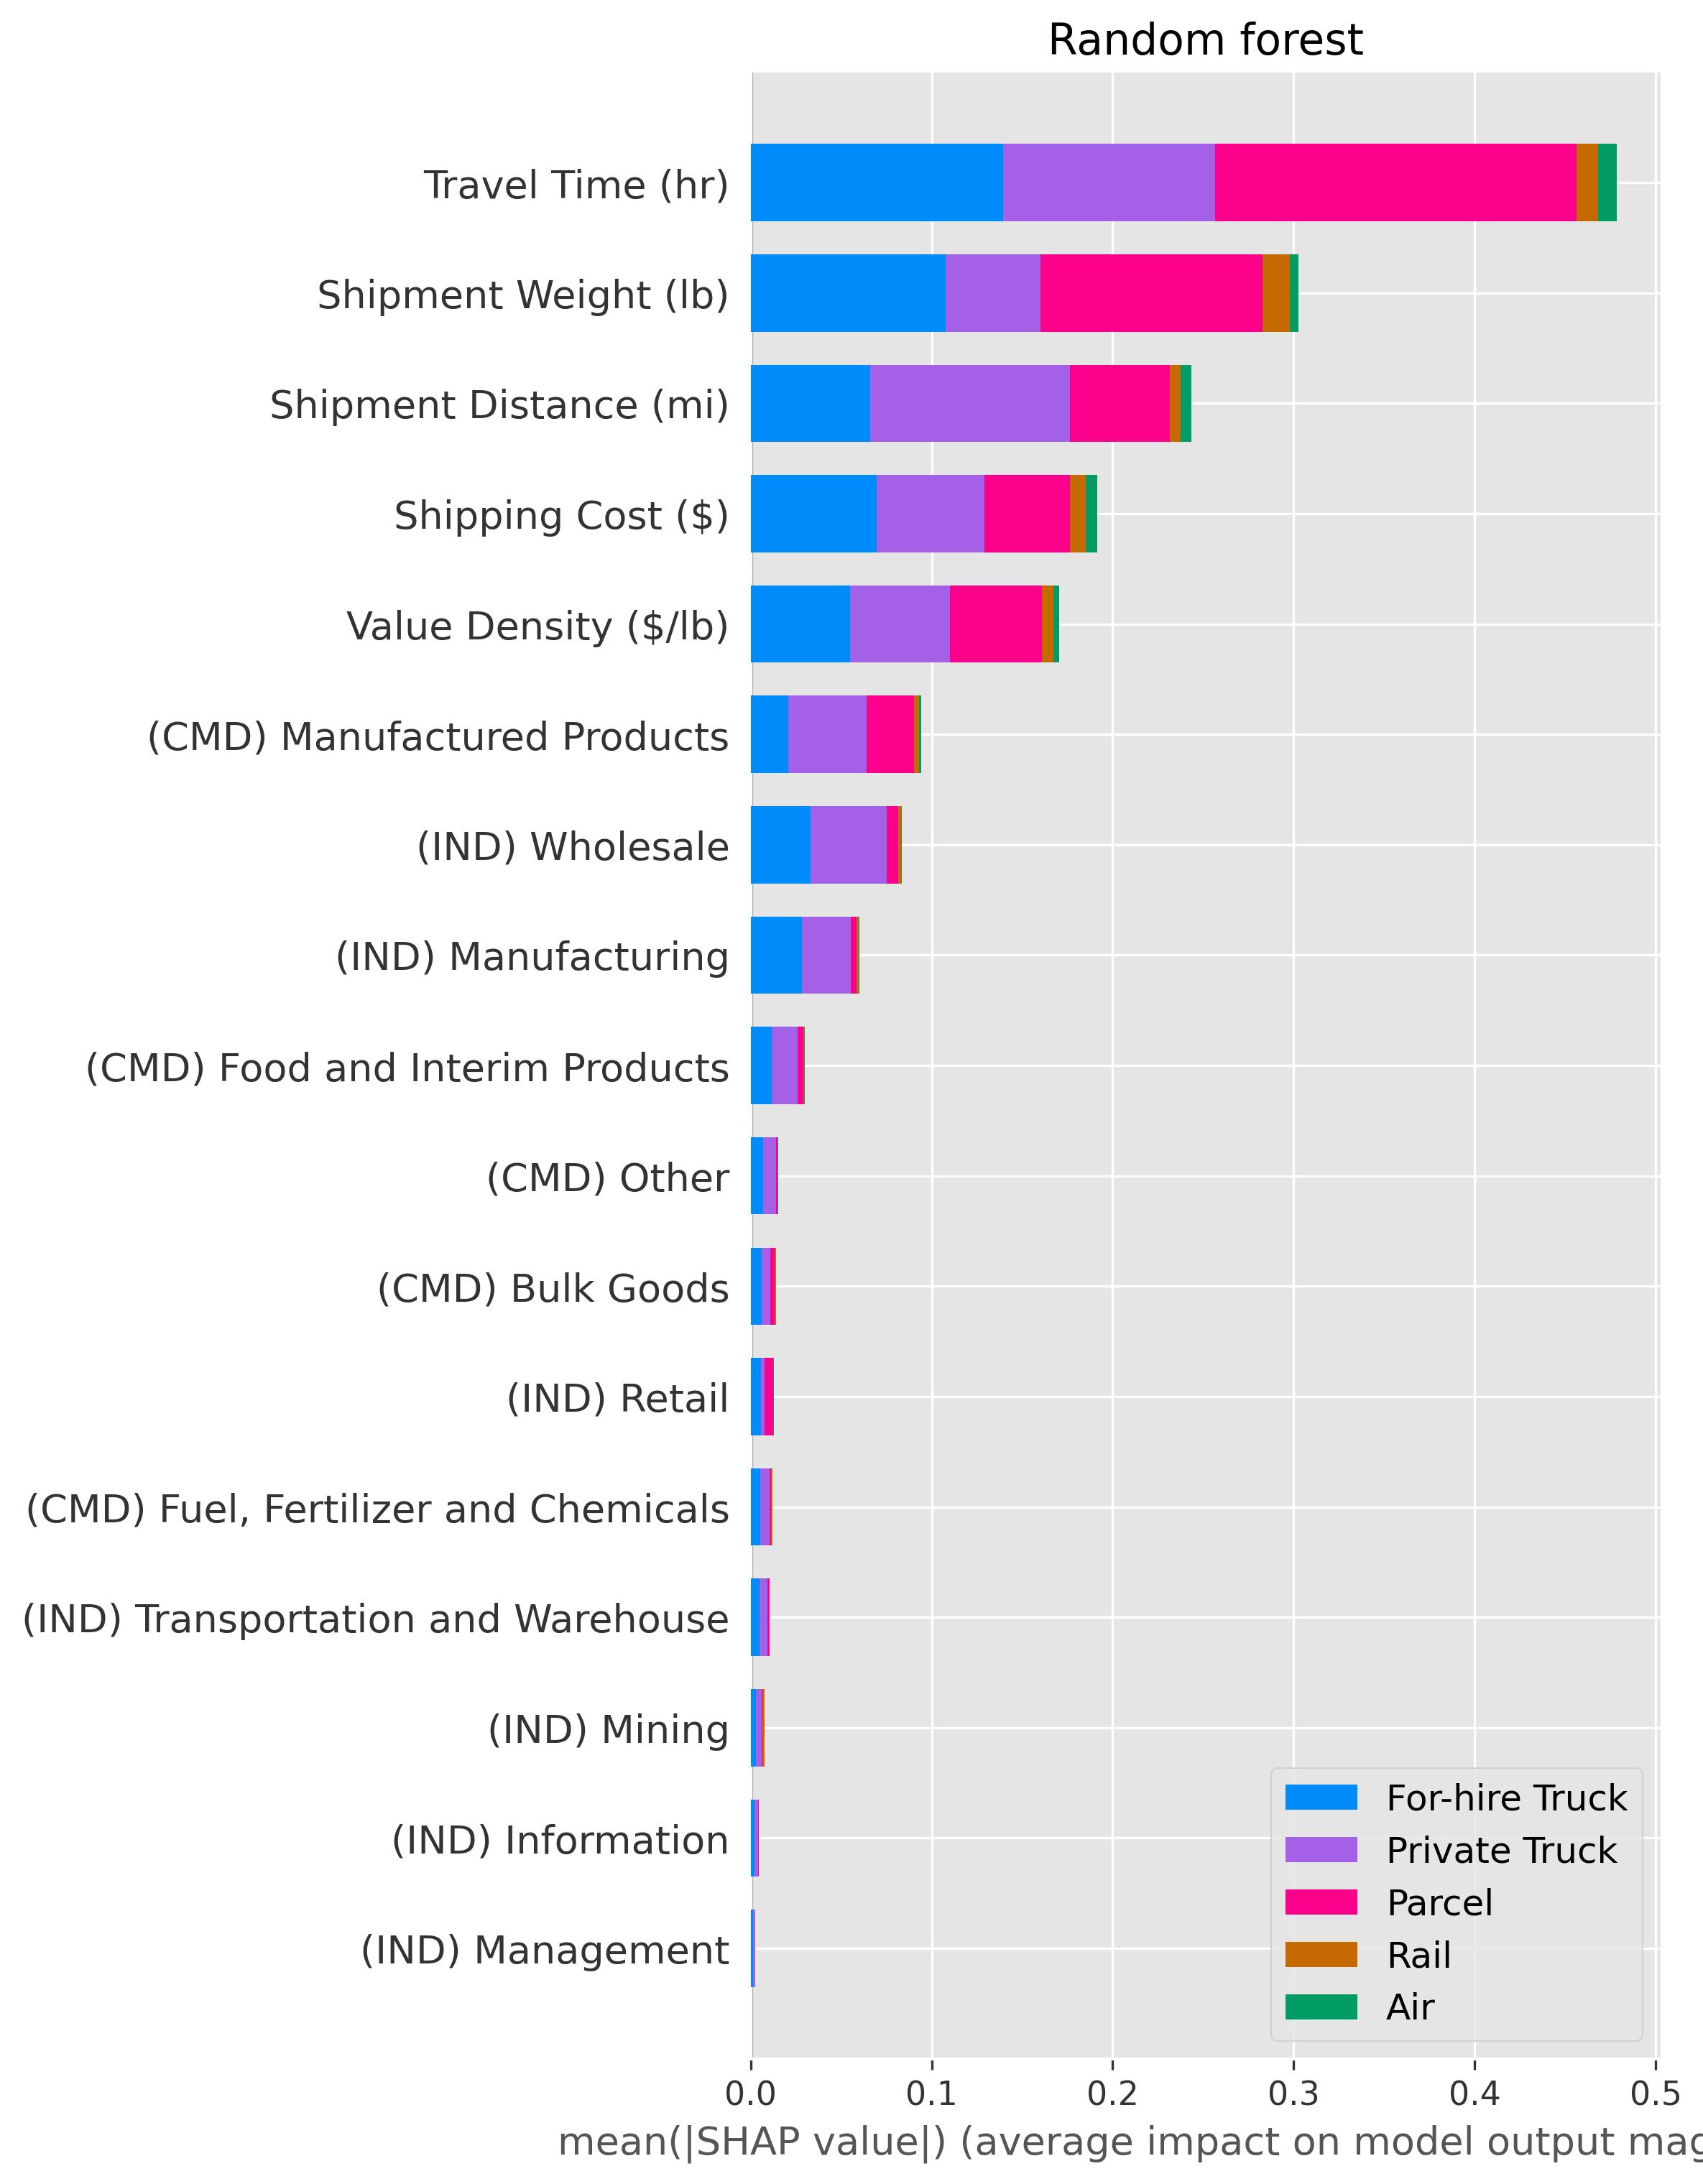 Random forest
Travel Time (hr)
Shipment Weight (lb)
Shipment Distance (mi)
Shipping Cost ($)
Value Density ($/lb)
(CMD) Manufactured Products
(IND) Wholesale
(IND) Manufacturing
(CMD) Food and Interim Products
(CMD) Other
(CMD) Bulk Goods
(IND) Retail
(CMD) Fuel, Fertilizer and Chemicals
(IND) Transportation and Warehouse
(IND) Mining
(IND) Information
(IND) Management
For-hire Truck
Private Truck
Parcel
Rail
Air
0.0 0.1 0.2 0.3 0.4 0.5
mean(|SHAP value|) (average impact on model output